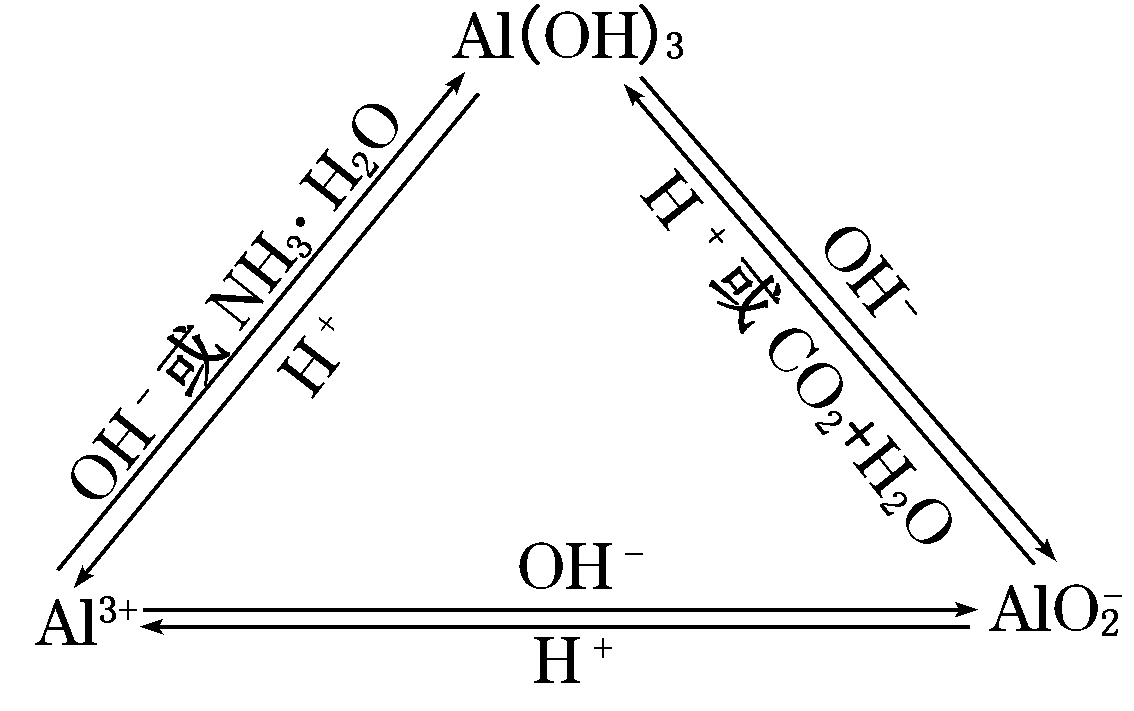 Al(OH)₃
OH⁻或NH₃·H₂O
H⁺
OH⁻
H⁺或CO₂+H₂O
Al³⁺
OH⁻
H⁺
AlO₂⁻